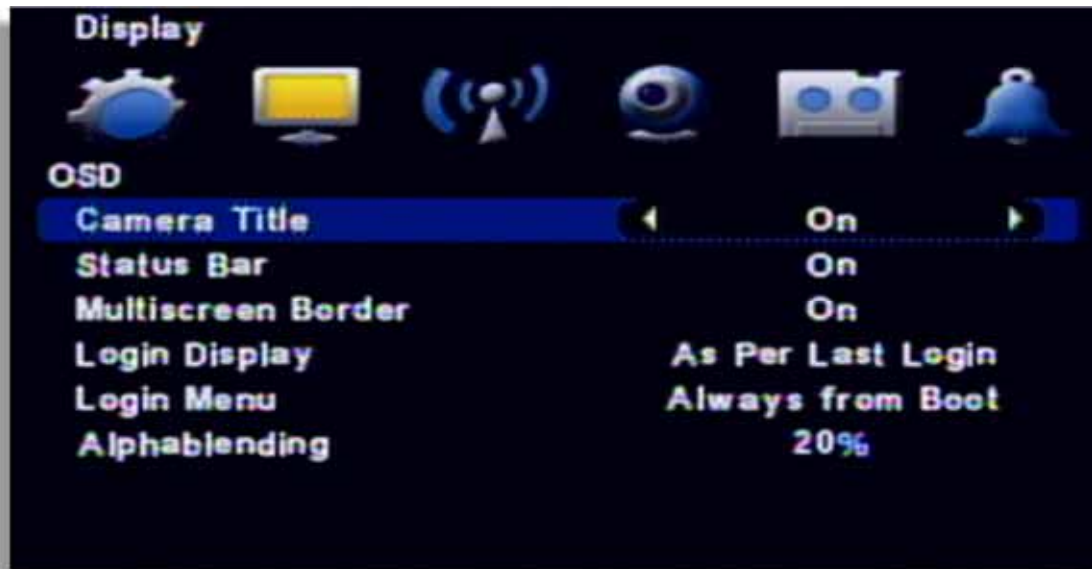 Display
OSD
Camera Title On
Status Bar On
Multiscreen Border On
Login Display As Per Last Login
Login Menu Always from Boot
Alphablending 20%